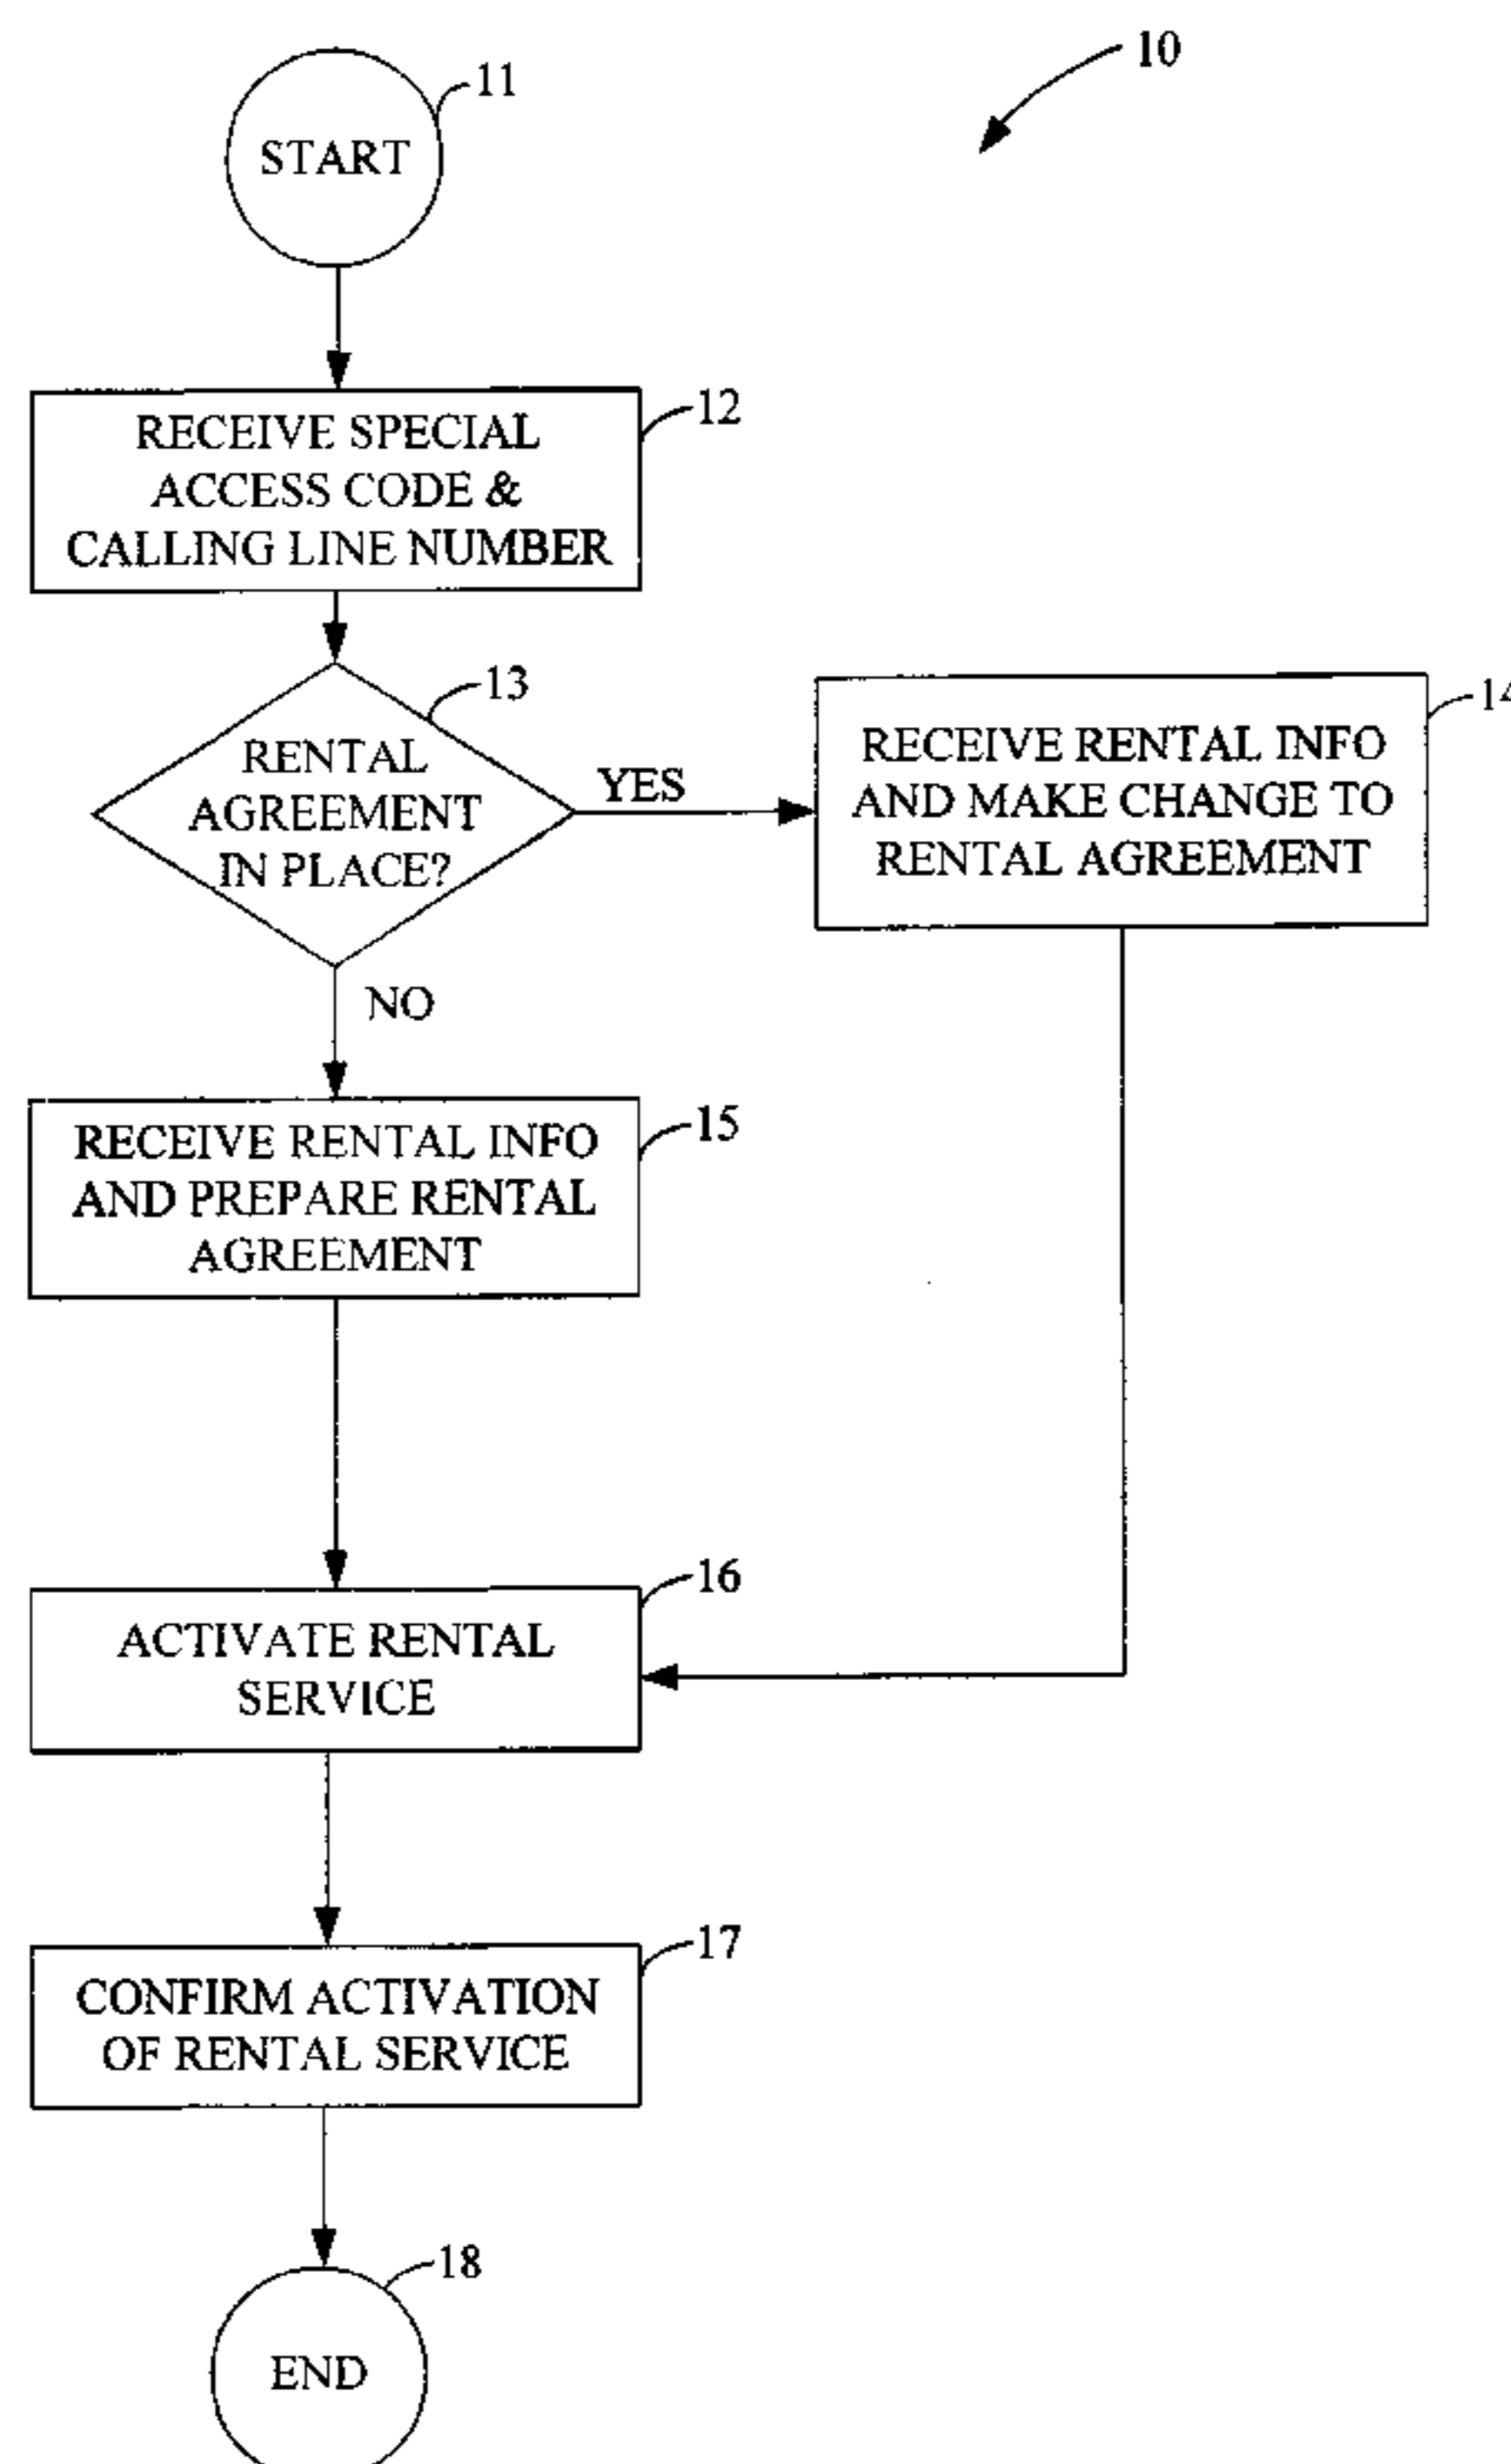 10
11
START
12
RECEIVE SPECIAL
ACCESS CODE &
CALLING LINE NUMBER
13
RENTAL
AGREEMENT
IN PLACE?
YES
14
RECEIVE RENTAL INFO
AND MAKE CHANGE TO
RENTAL AGREEMENT
NO
15
RECEIVE RENTAL INFO
AND PREPARE RENTAL
AGREEMENT
16
ACTIVATE RENTAL
SERVICE
17
CONFIRM ACTIVATION
OF RENTAL SERVICE
18
END